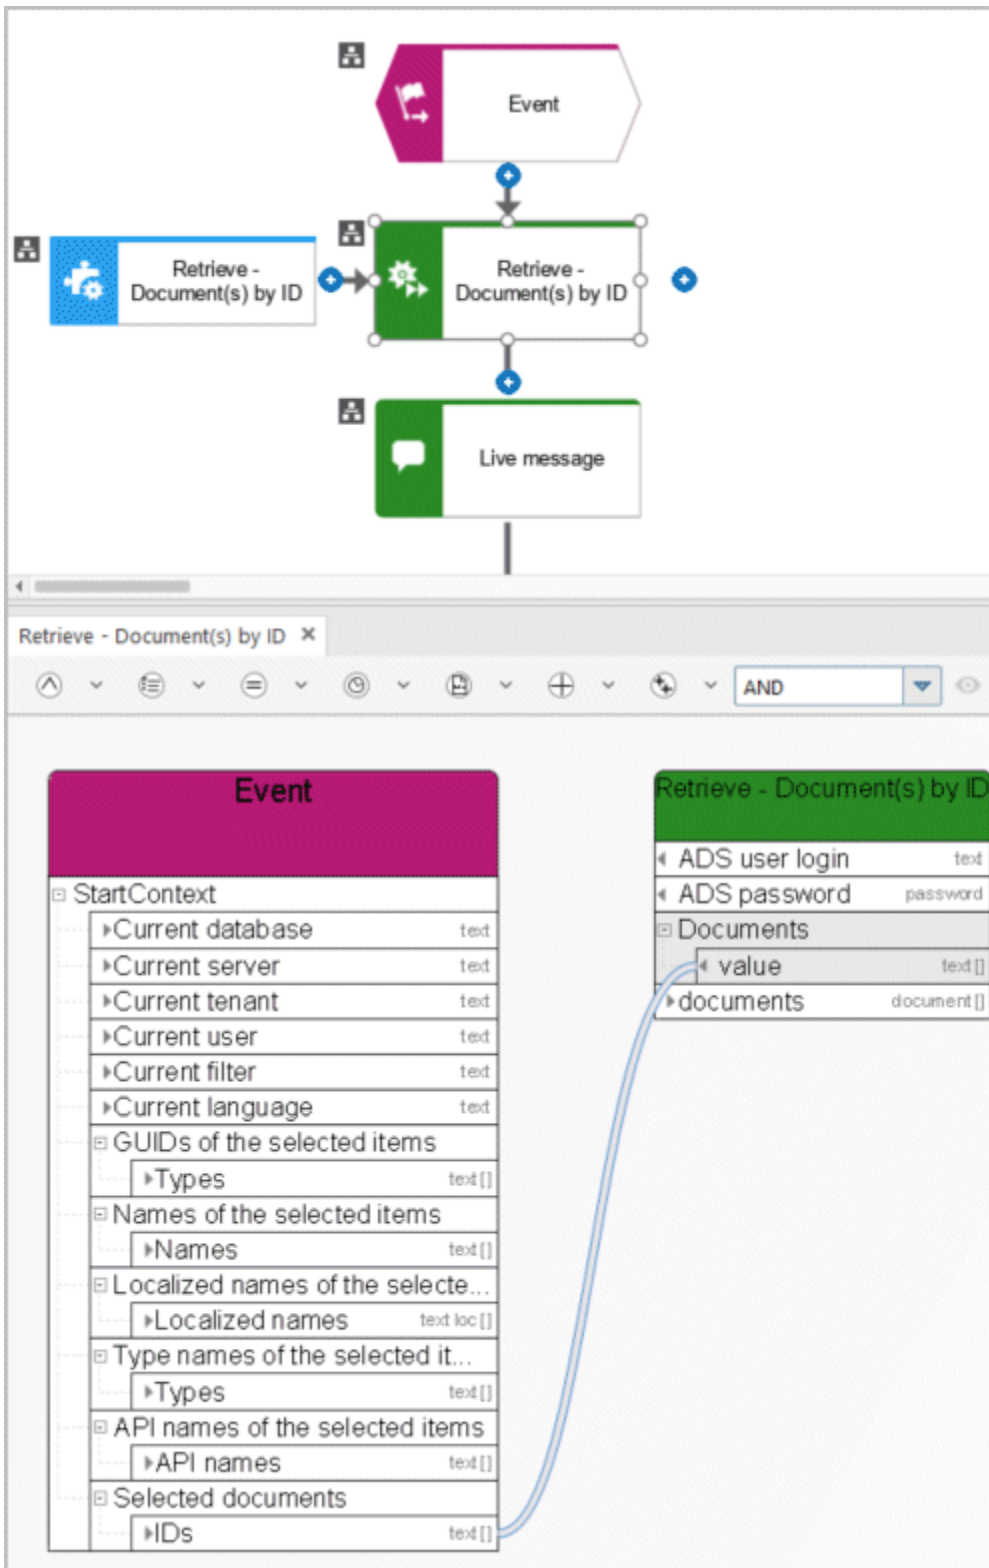 Event
Retrieve -
Document(s) by ID
Retrieve -
Document(s) by ID
Live message
Retrieve - Document(s) by ID
AND
Event
StartContext
Current database text
Current server text
Current tenant text
Current user text
Current filter text
Current language text
GUIDs of the selected items
Types text []
Names of the selected items
Names text []
Localized names of the selecte...
Localized names text loc []
Type names of the selected it...
Types text []
API names of the selected items
API names text []
Selected documents
IDs text []
Retrieve - Document(s) by ID
ADS user login text
ADS password password
Documents
value text []
documents document []